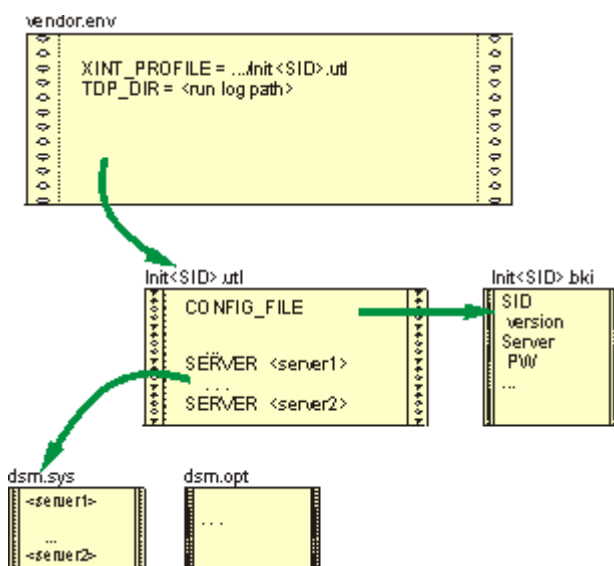 vendor.env
XINT_PROFILE = .../Init<SID>.utl
TDP_DIR = <run log path>
Init<SID>.utl
CONFIG_FILE
...
SERVER <server1>
. . .
SERVER <server2>
Init<SID>.bki
SID
version
Server
PW
...
dsm.sys
<server1>
...
<server2>
dsm.opt
. . .